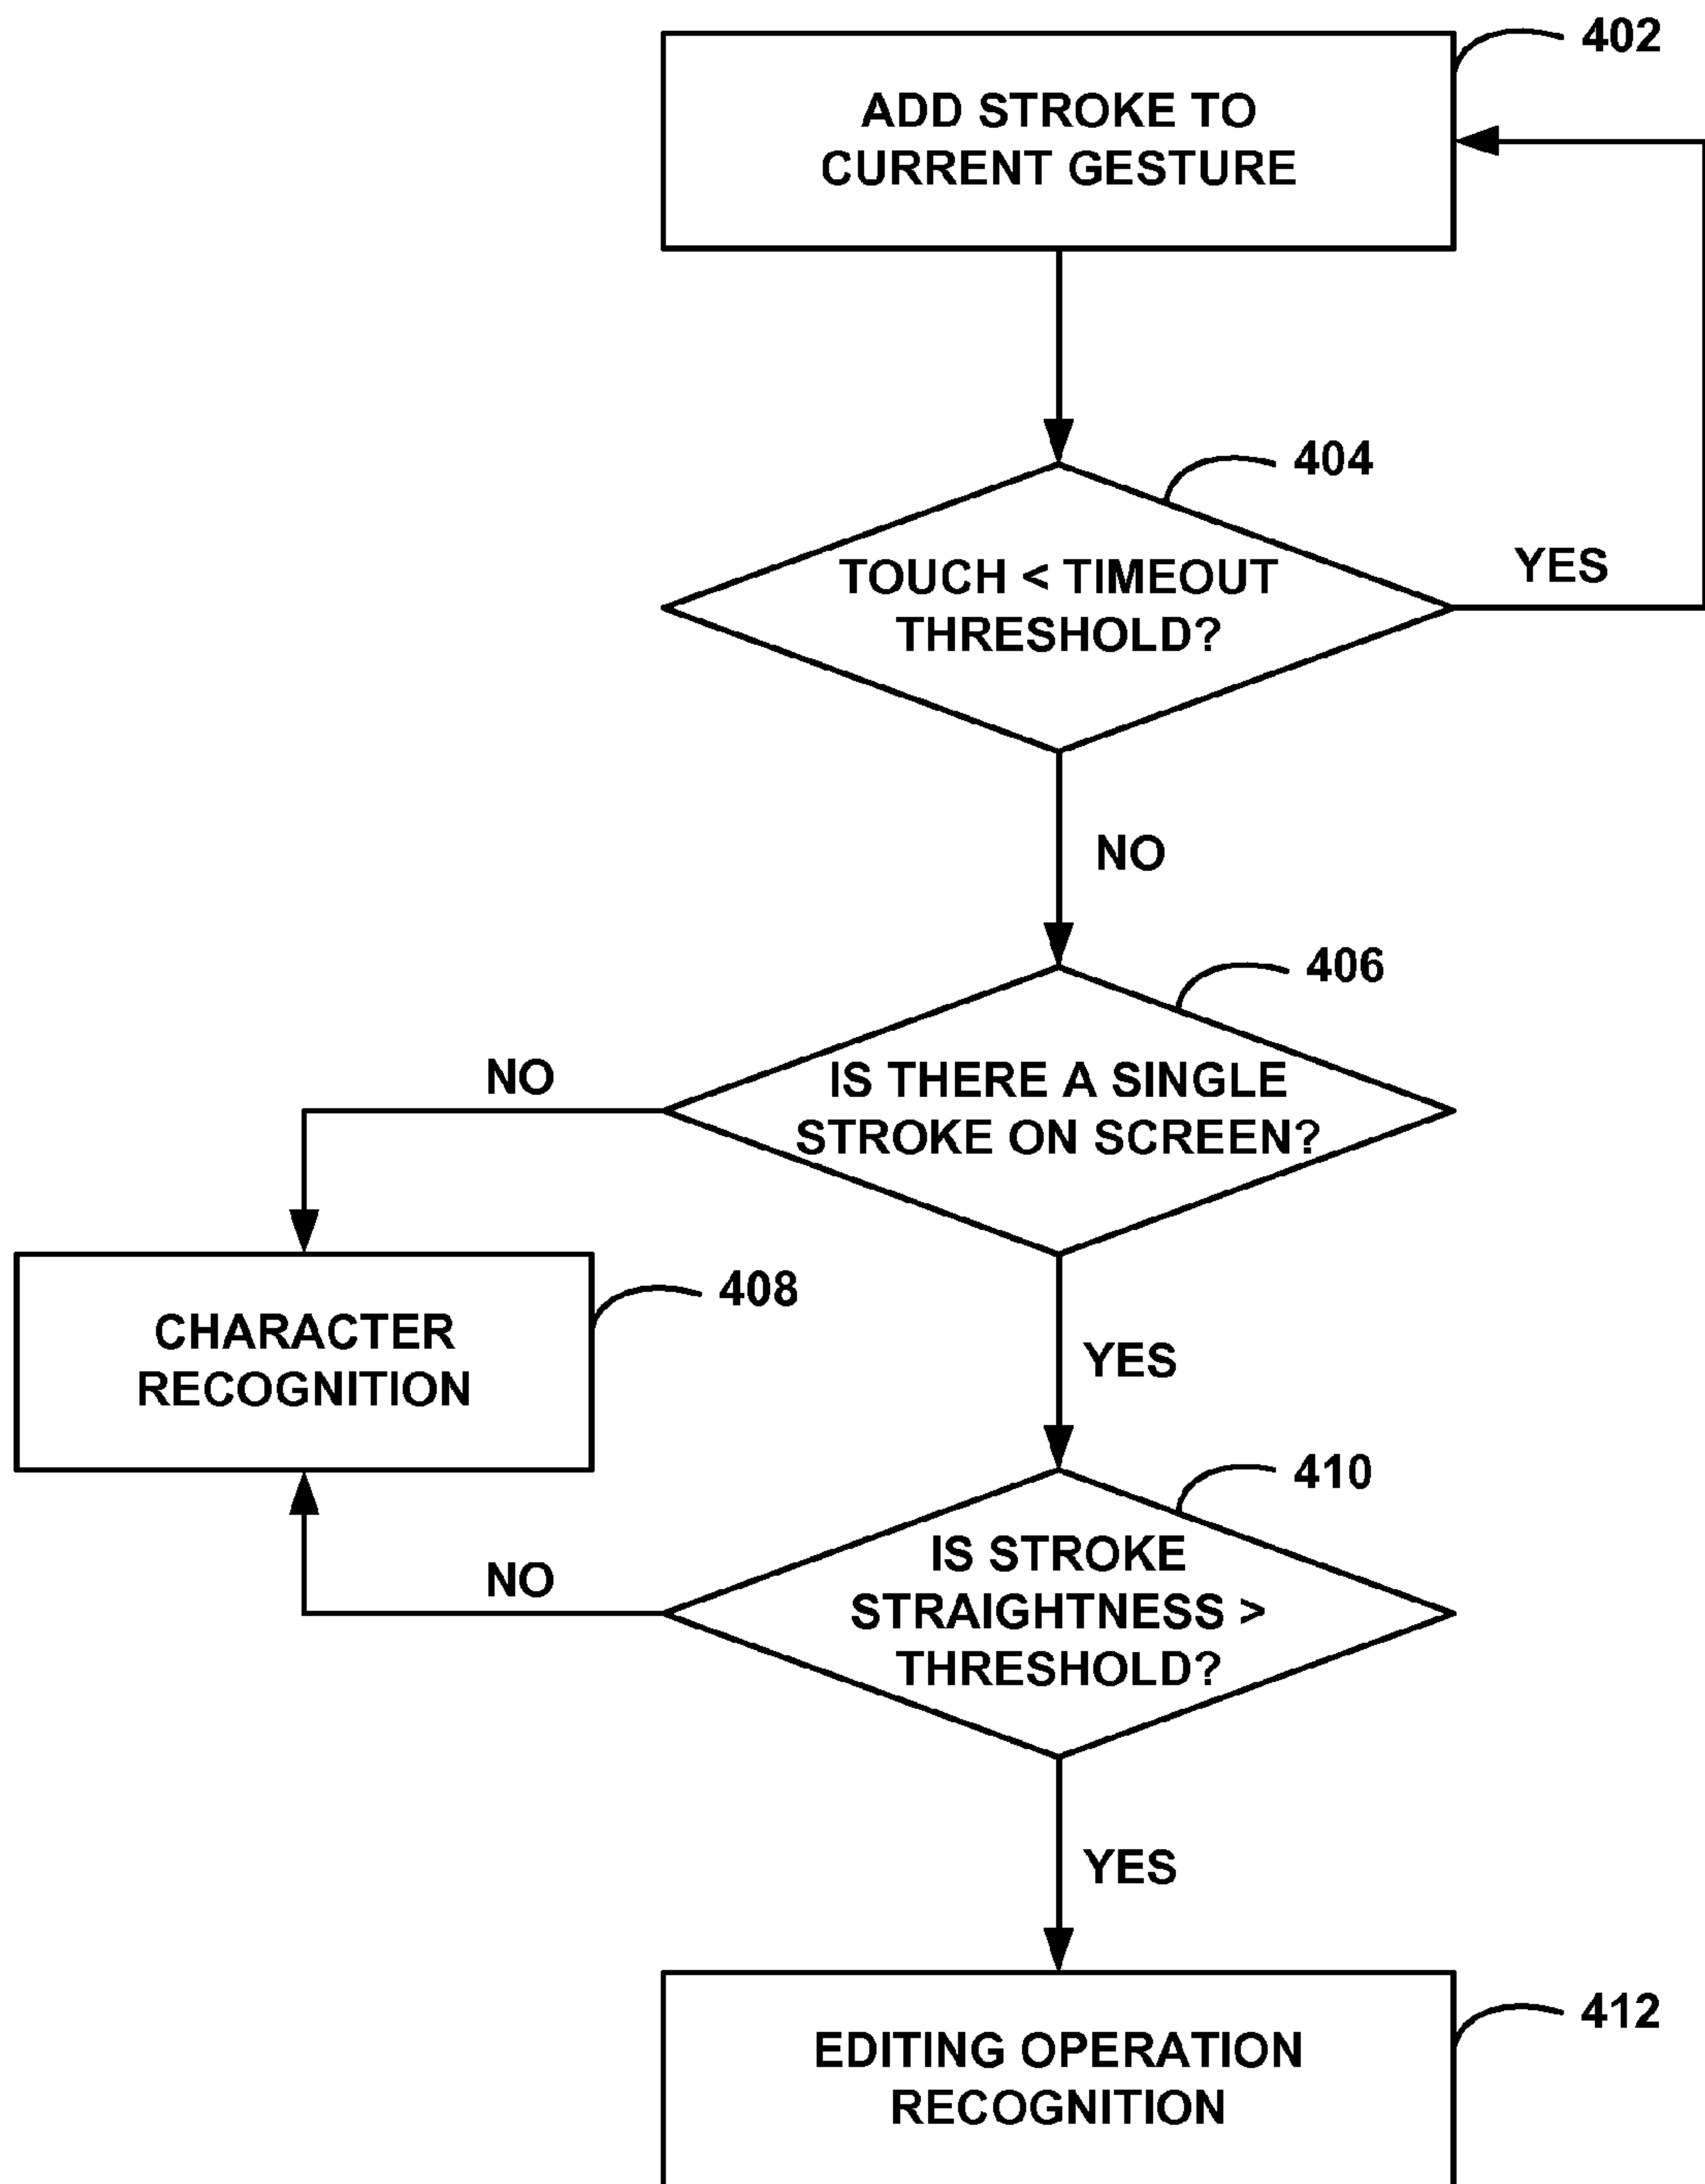 402
ADD STROKE TO
CURRENT GESTURE
404
TOUCH < TIMEOUT
THRESHOLD?
YES
NO
406
IS THERE A SINGLE
STROKE ON SCREEN?
NO
408
CHARACTER
RECOGNITION
YES
410
IS STROKE
STRAIGHTNESS >
THRESHOLD?
NO
YES
412
EDITING OPERATION
RECOGNITION